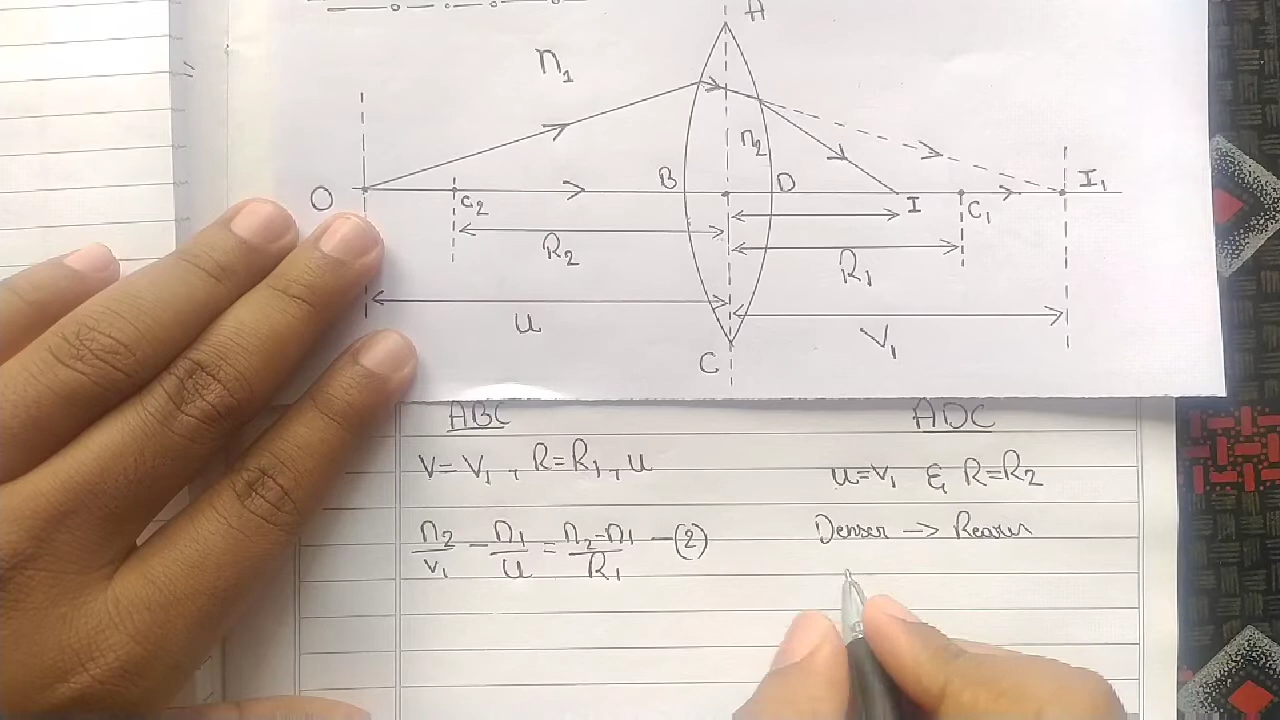 A
n₁
n₂
O
C₂
B
D
I
C₁
I₁
R₂
R₁
u
V₁
C
ABC
ADC
V=V₁, R=R₁, u
u=v₁ & R=R₂
n₂/v₁ - n₁/u = n₂-n₁/R₁ -(2)
Denser → Rearer